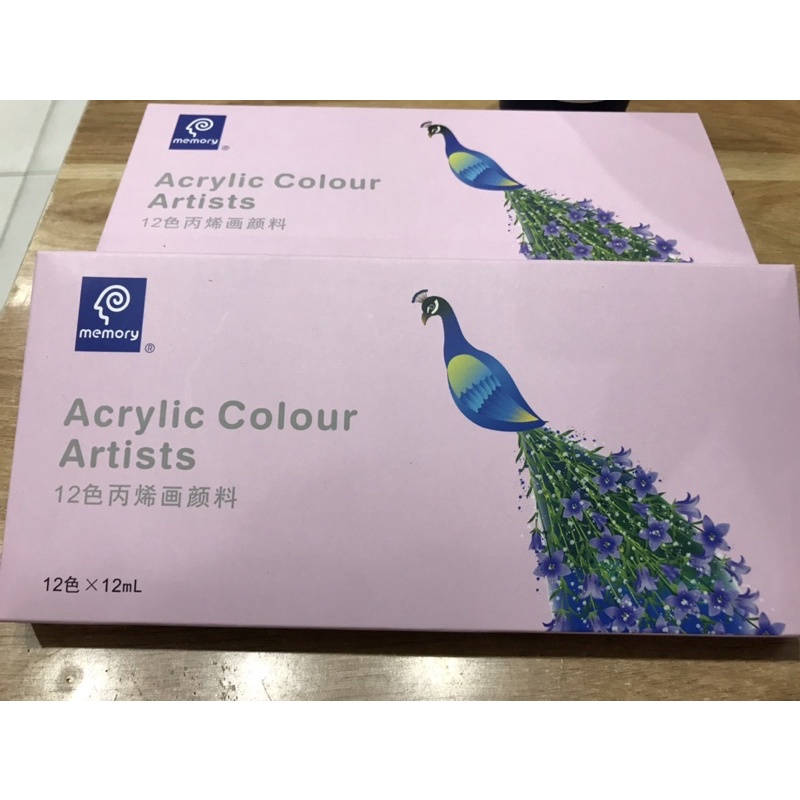 memory
®
Acrylic Colour
Artists
12色丙烯画颜料
memory
®
Acrylic Colour
Artists
12色丙烯画颜料
12色×12mL